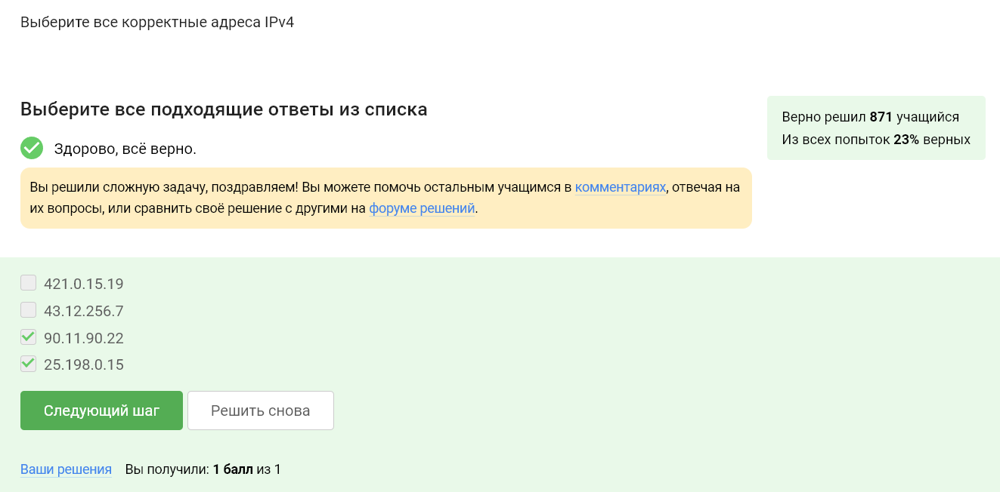 Выберите все корректные адреса IPv4
Выберите все подходящие ответы из списка
Верно решил 871 учащийся
Из всех попыток 23% верных
Здорово, всё верно.
Вы решили сложную задачу, поздравляем! Вы можете помочь остальным учащимся в комментариях, отвечая на
их вопросы, или сравнить своё решение с другими на форуме решений.
421.0.15.19
43.12.256.7
90.11.90.22
25.198.0.15
Следующий шаг
Решить снова
Ваши решения Вы получили: 1 балл из 1